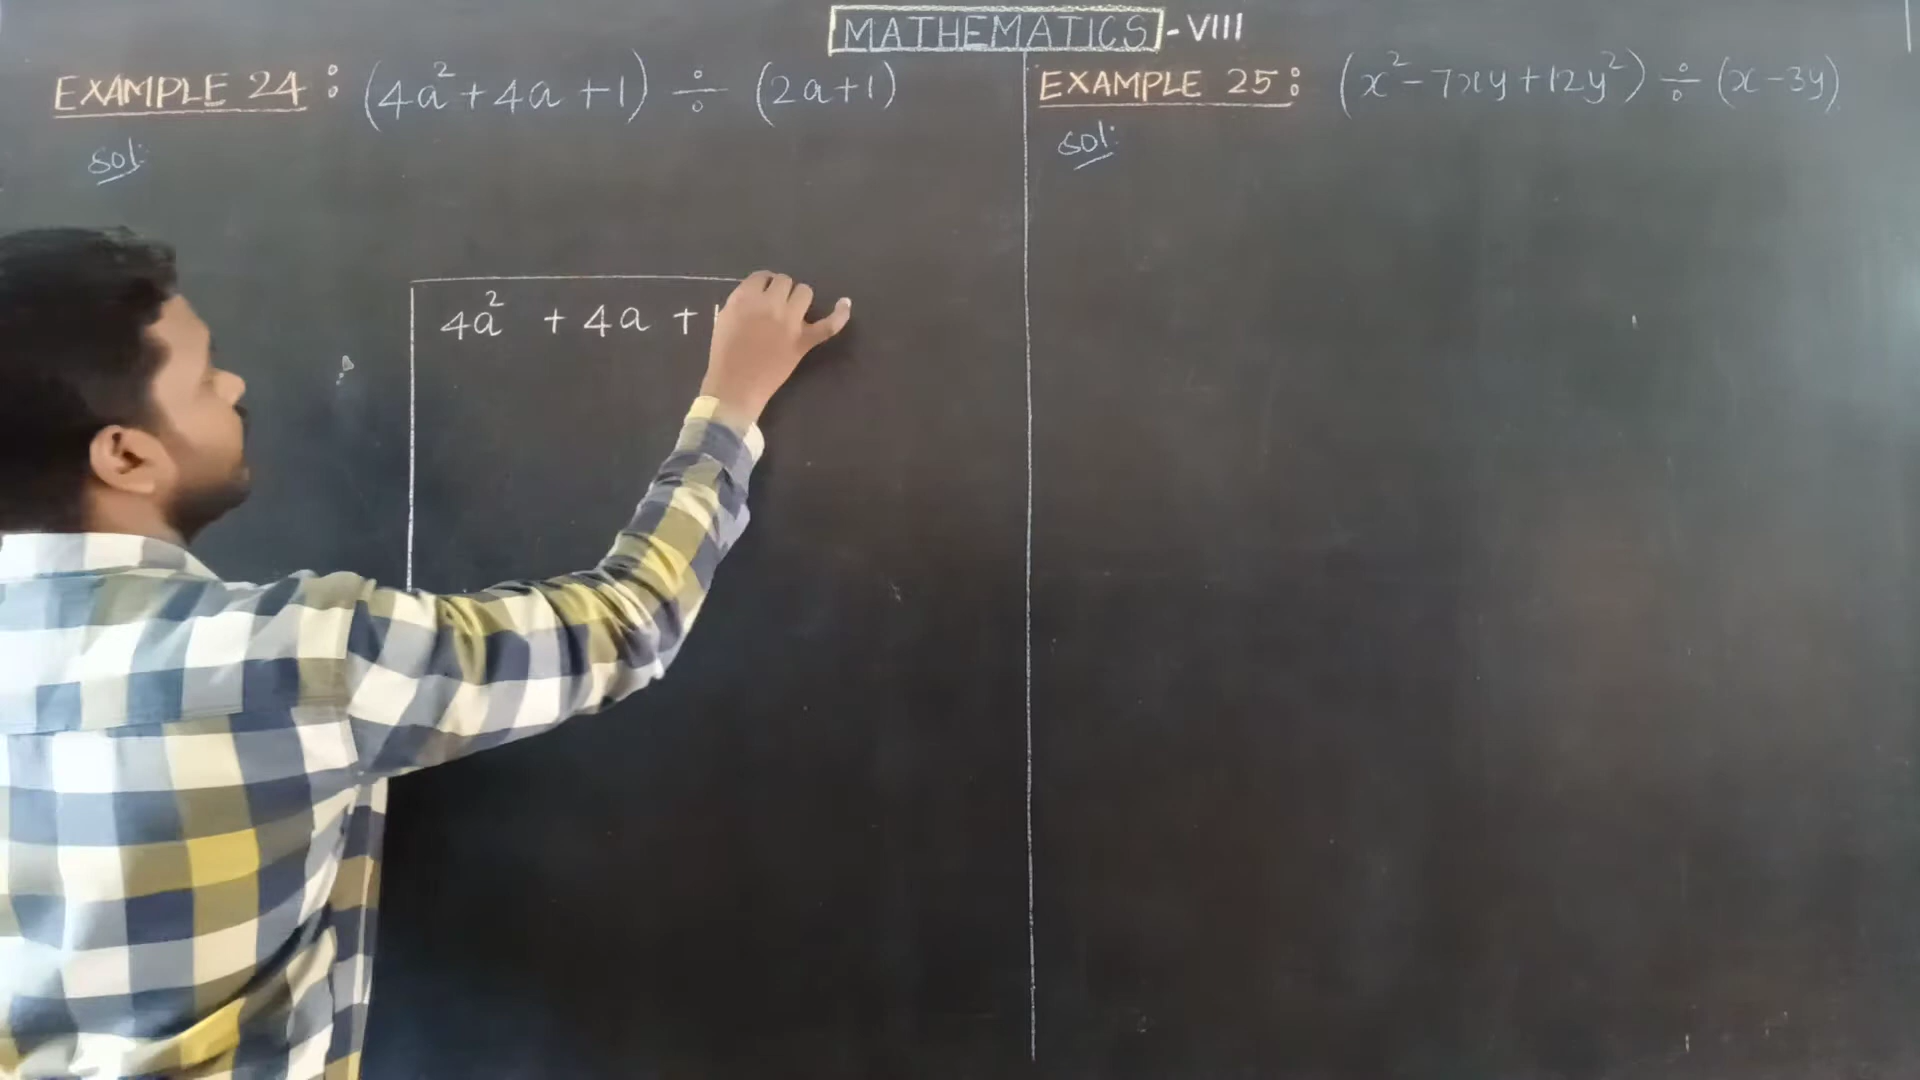 MATHEMATICS - VIII
EXAMPLE 24 : (4a² + 4a + 1) ÷ (2a+1)
sol:
4a² + 4a + 1
EXAMPLE 25 : (x² - 7xy + 12y²) ÷ (x - 3y)
sol: